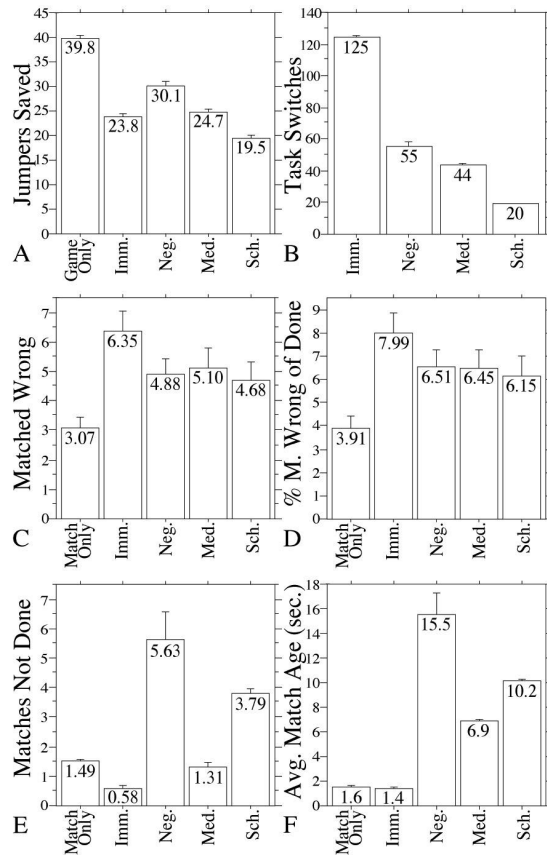 Jumpers Saved
45
40
35
30
25
20
15
10
5
0
39.8
23.8
30.1
24.7
19.5
Game Only
Imm.
Neg.
Med.
Sch.
A
Task Switches
140
120
100
80
60
40
20
0
125
55
44
20
Imm.
Neg.
Med.
Sch.
B
Matched Wrong
7
6
5
4
3
2
1
0
3.07
6.35
4.88
5.10
4.68
Match Only
Imm.
Neg.
Med.
Sch.
C
% M. Wrong of Done
9
8
7
6
5
4
3
2
1
0
3.91
7.99
6.51
6.45
6.15
Match Only
Imm.
Neg.
Med.
Sch.
D
Matches Not Done
7
6
5
4
3
2
1
0
1.49
0.58
5.63
1.31
3.79
Match Only
Imm.
Neg.
Med.
Sch.
E
Avg. Match Age (sec.)
18
16
14
12
10
8
6
4
2
0
1.6
1.4
15.5
6.9
10.2
Match Only
Imm.
Neg.
Med.
Sch.
F